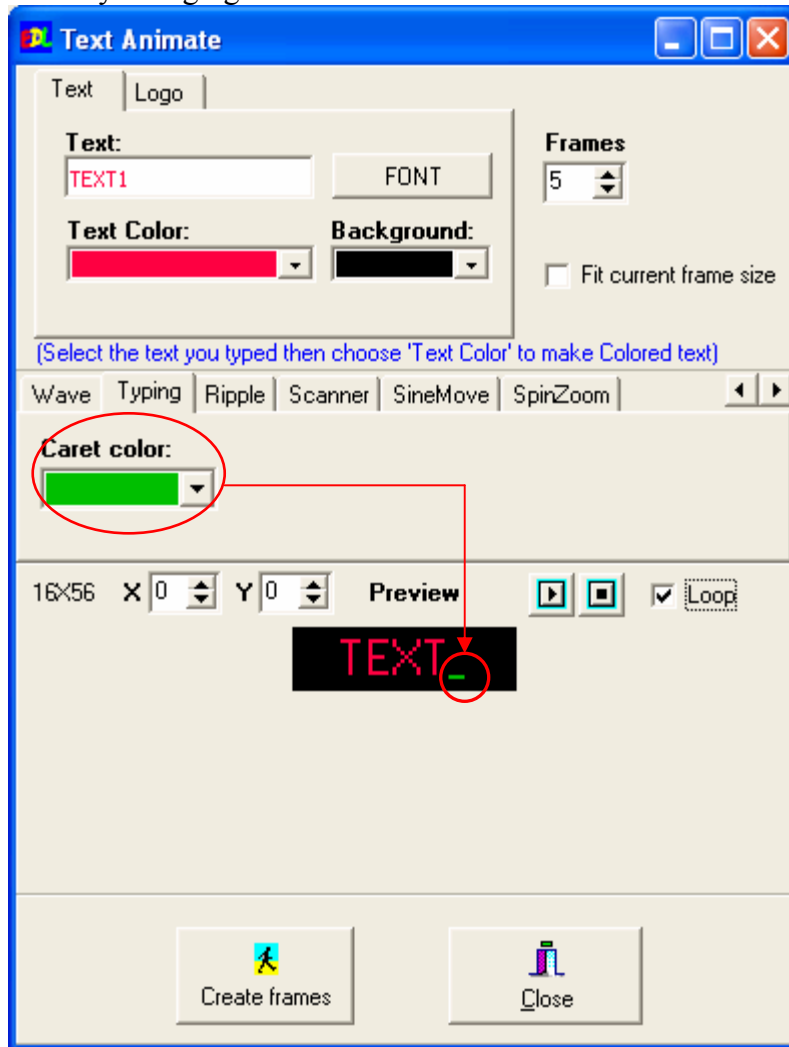 Text Animate
Text Logo
Text: Frames
TEXT1 FONT 5
Text Color: Background:
Fit current frame size
(Select the text you typed then choose 'Text Color' to make Colored text)
Wave Typing Ripple Scanner SineMove SpinZoom
Caret color:
16X56 X 0 Y 0 Preview Loop
TEXT_
Create frames Close